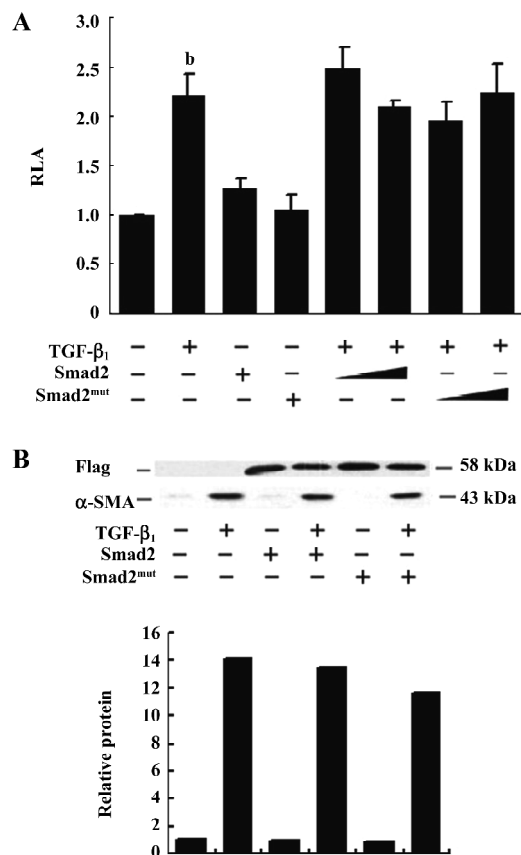 A
3.0
b
2.5
2.0
RLA
1.5
1.0
0.5
0
TGF-β₁ − + − − + + + +
Smad2 − − + − − −
Smad2ᵐᵘᵗ − − − + − −
B
Flag 58 kDa
α-SMA 43 kDa
TGF-β₁ − + − + − +
Smad2 − − + + − −
Smad2ᵐᵘᵗ − − − − + +
16
14
12
10
Relative protein
8
6
4
2
0